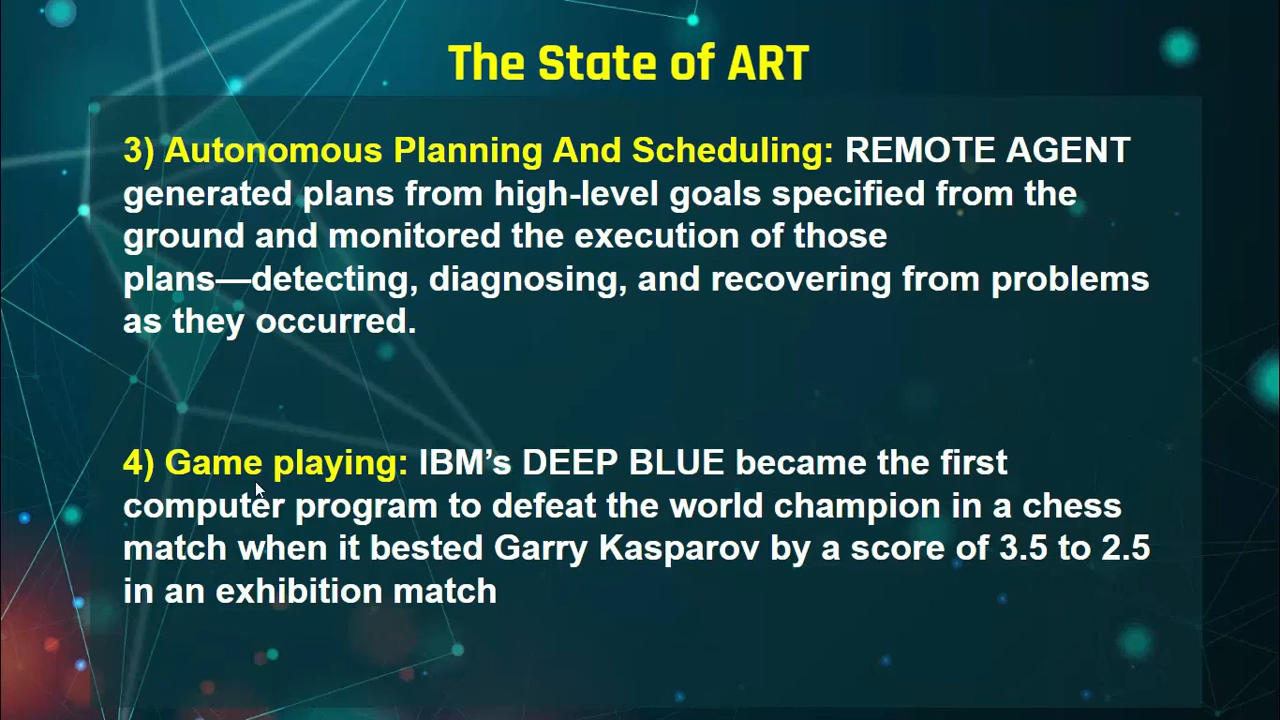 The State of ART
3) Autonomous Planning And Scheduling: REMOTE AGENT
generated plans from high-level goals specified from the
ground and monitored the execution of those
plans—detecting, diagnosing, and recovering from problems
as they occurred.
4) Game playing: IBM’s DEEP BLUE became the first
computer program to defeat the world champion in a chess
match when it bested Garry Kasparov by a score of 3.5 to 2.5
in an exhibition match